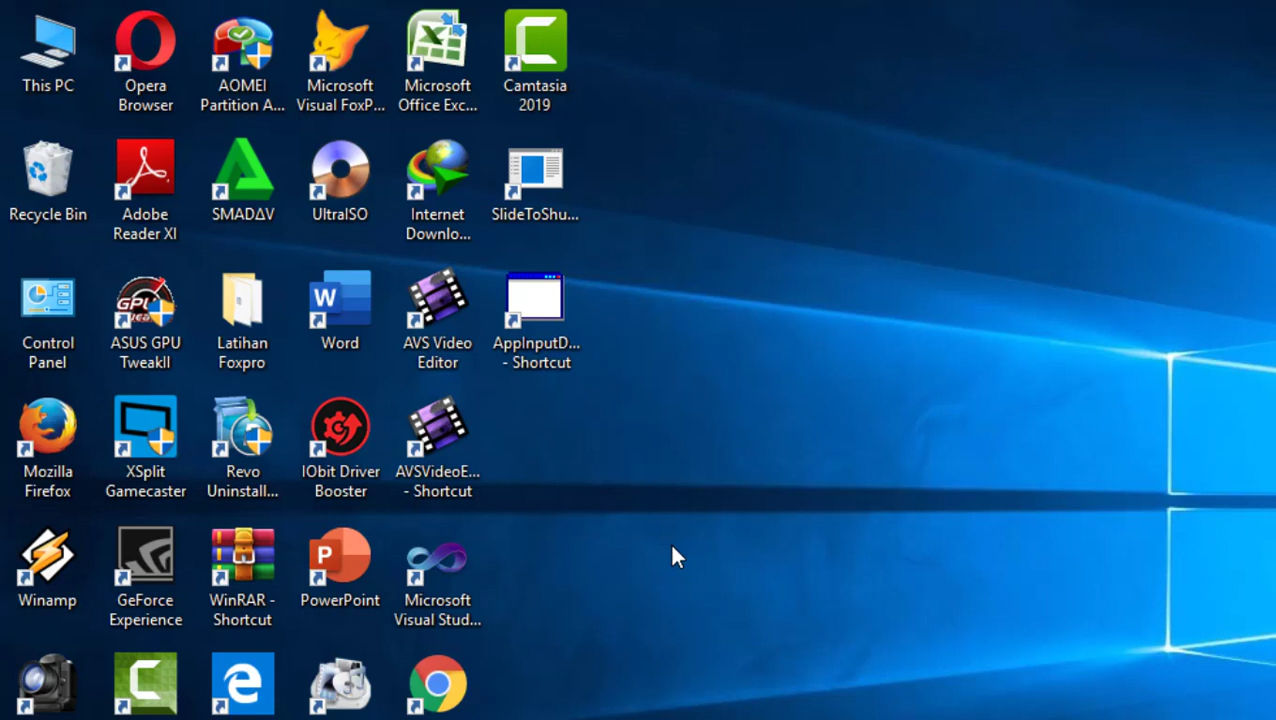 This PC
Opera
Browser
AOMEI
Partition A...
Microsoft
Visual FoxP...
Microsoft
Office Exc...
Camtasia
2019
Recycle Bin
Adobe
Reader XI
SMADΔV
UltraISO
Internet
Downlo...
SlideToShu...
Control
Panel
GPU
ASUS GPU
TweakII
Latihan
Foxpro
W
Word
AVS Video
Editor
AppInputD...
- Shortcut
Mozilla
Firefox
XSplit
Gamecaster
Revo
Uninstall...
IObit Driver
Booster
AVSVideoE...
- Shortcut
Winamp
GeForce
Experience
WinRAR -
Shortcut
P
PowerPoint
Microsoft
Visual Stud...